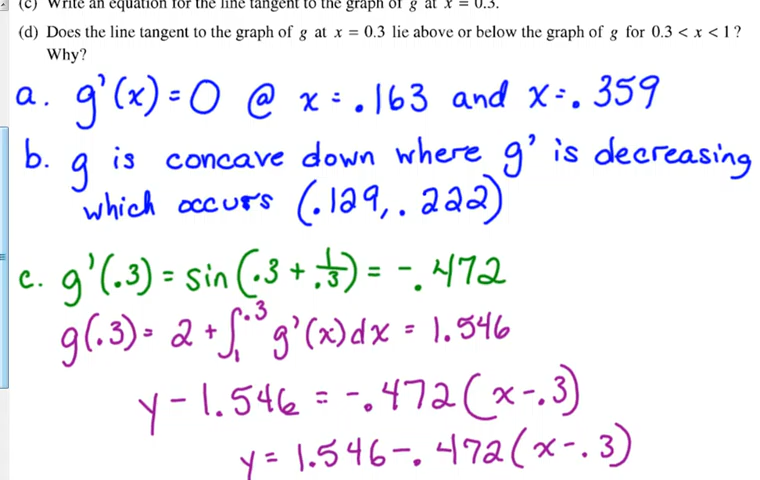 (c) Write an equation for the line tangent to the graph of g at x = 0.3.
(d) Does the line tangent to the graph of g at x = 0.3 lie above or below the graph of g for 0.3 < x < 1?
Why?
a. g'(x) = 0 @ x = .163 and x = .359
b. g is concave down where g' is decreasing
which occurs (.129, .222)
c. g'(.3) = sin(.3 + 1/.3) = -.472
g(.3) = 2 + ∫₁^.3 g'(x)dx = 1.546
y - 1.546 = -.472(x - .3)
y = 1.546 - .472(x - .3)